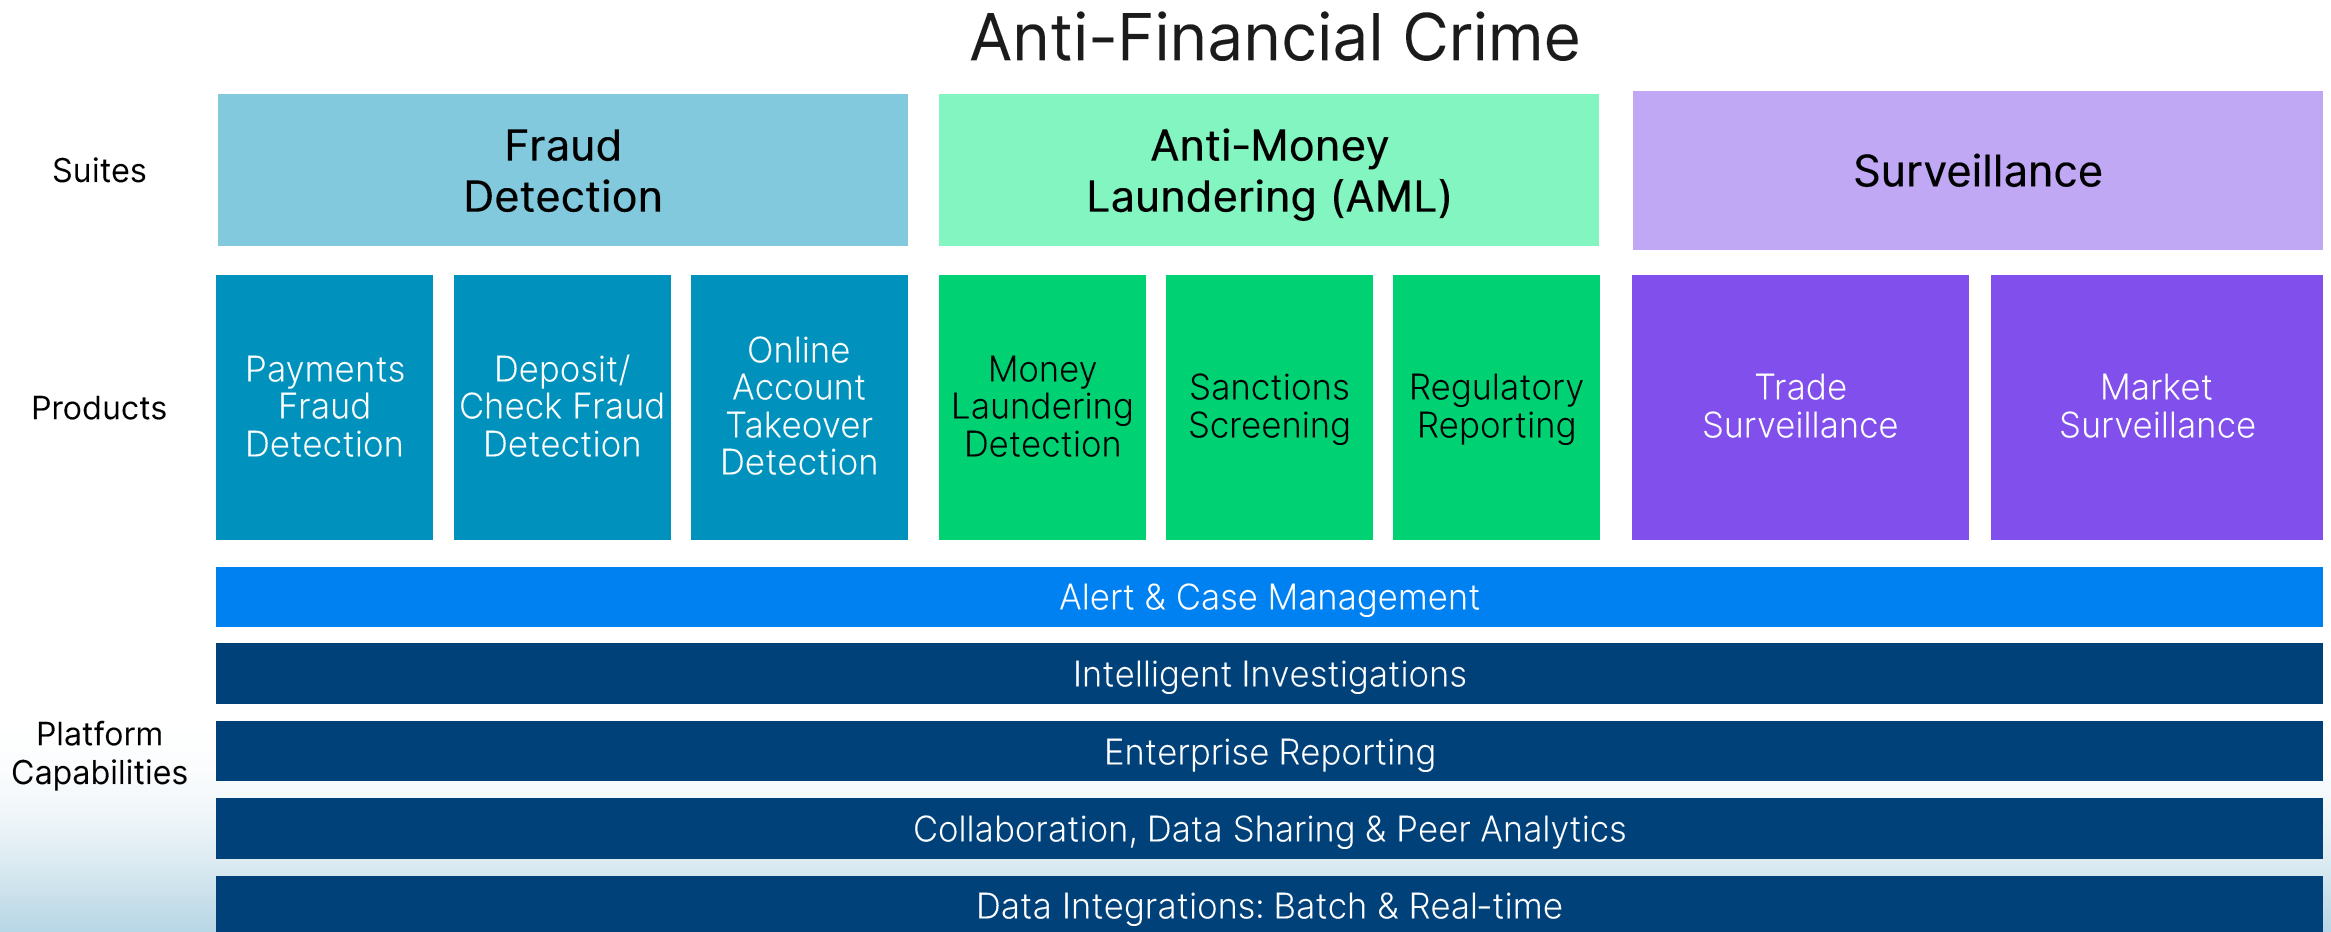 Anti-Financial Crime
Suites
Fraud
Detection
Anti-Money
Laundering (AML)
Surveillance
Products
Payments
Fraud
Detection
Deposit/
Check Fraud
Detection
Online
Account
Takeover
Detection
Money
Laundering
Detection
Sanctions
Screening
Regulatory
Reporting
Trade
Surveillance
Market
Surveillance
Platform
Capabilities
Alert & Case Management
Intelligent Investigations
Enterprise Reporting
Collaboration, Data Sharing & Peer Analytics
Data Integrations: Batch & Real-time